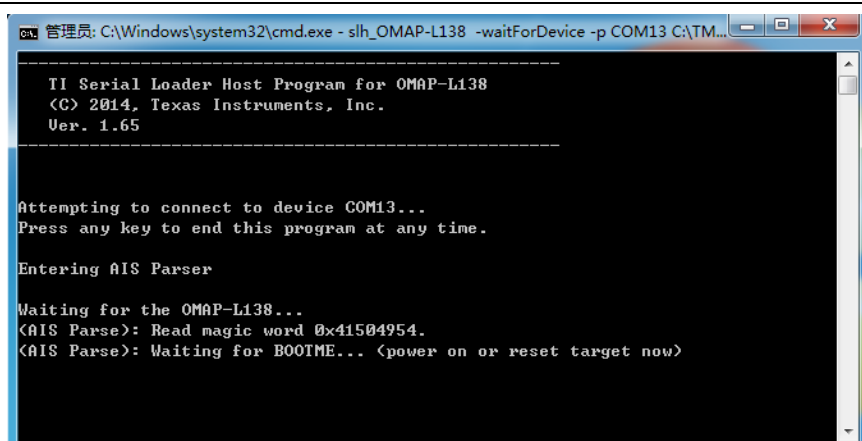 管理员: C:\Windows\system32\cmd.exe - slh_OMAP-L138 -waitForDevice -p COM13 C:\TM...
TI Serial Loader Host Program for OMAP-L138
(C) 2014, Texas Instruments, Inc.
Ver. 1.65
Attempting to connect to device COM13...
Press any key to end this program at any time.
Entering AIS Parser
Waiting for the OMAP-L138...
(AIS Parse): Read magic word 0x41504954.
(AIS Parse): Waiting for BOOTME... (power on or reset target now)